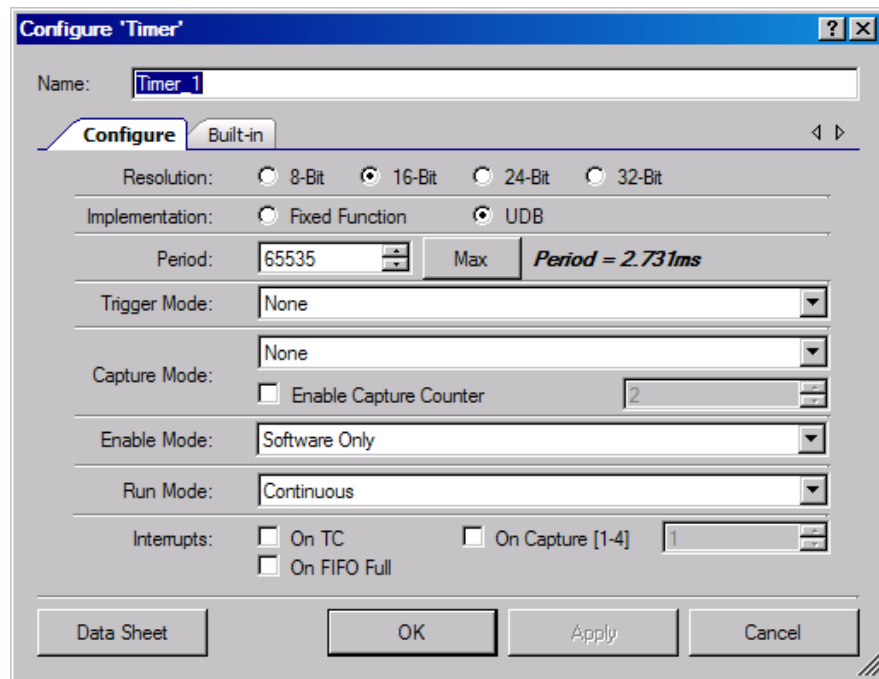 Configure 'Timer'
Name: Timer_1
Configure Built-in
Resolution: 8-Bit 16-Bit 24-Bit 32-Bit
Implementation: Fixed Function UDB
Period: 65535 Max Period = 2.731ms
Trigger Mode: None
None
Capture Mode:
Enable Capture Counter 2
Enable Mode: Software Only
Run Mode: Continuous
Interrupts: On TC On Capture [1-4] 1
On FIFO Full
Data Sheet OK Apply Cancel